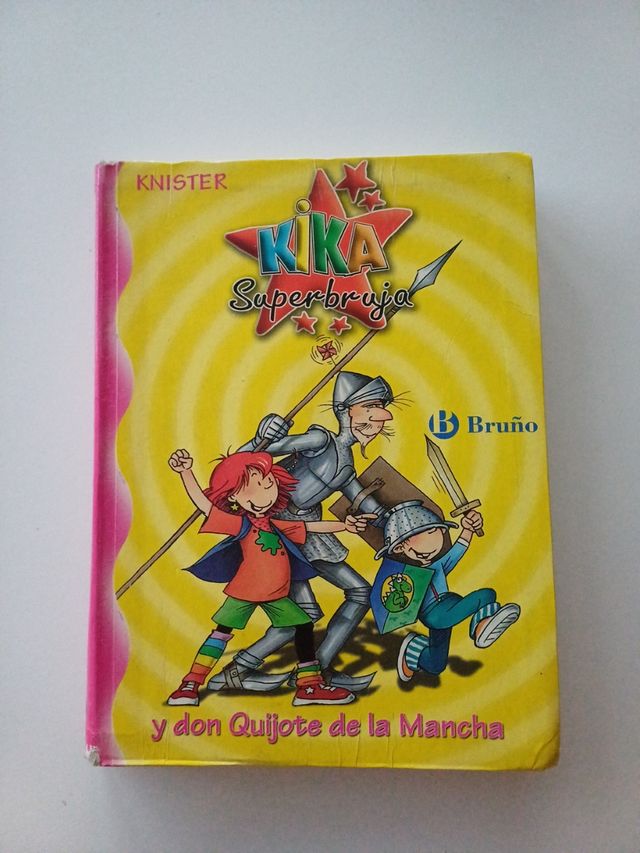 KNISTER
KiKA
Superbruja
B Bruño
y don Quijote de la Mancha